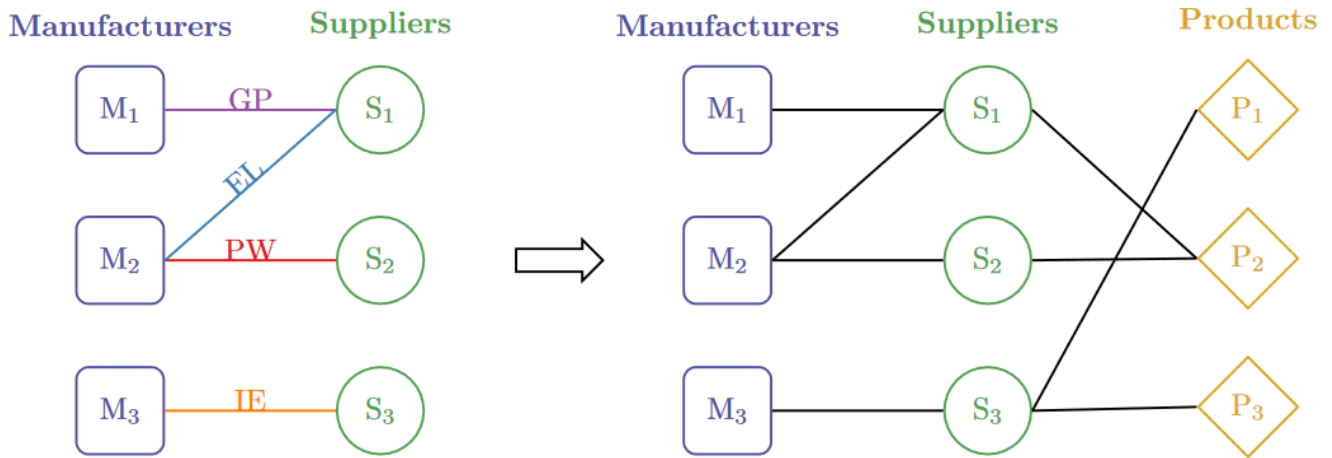 Manufacturers Suppliers
M1 GP S1
EL
M2 PW S2
M3 IE S3
Manufacturers Suppliers Products
M1 S1 P1
M2 S2 P2
M3 S3 P3